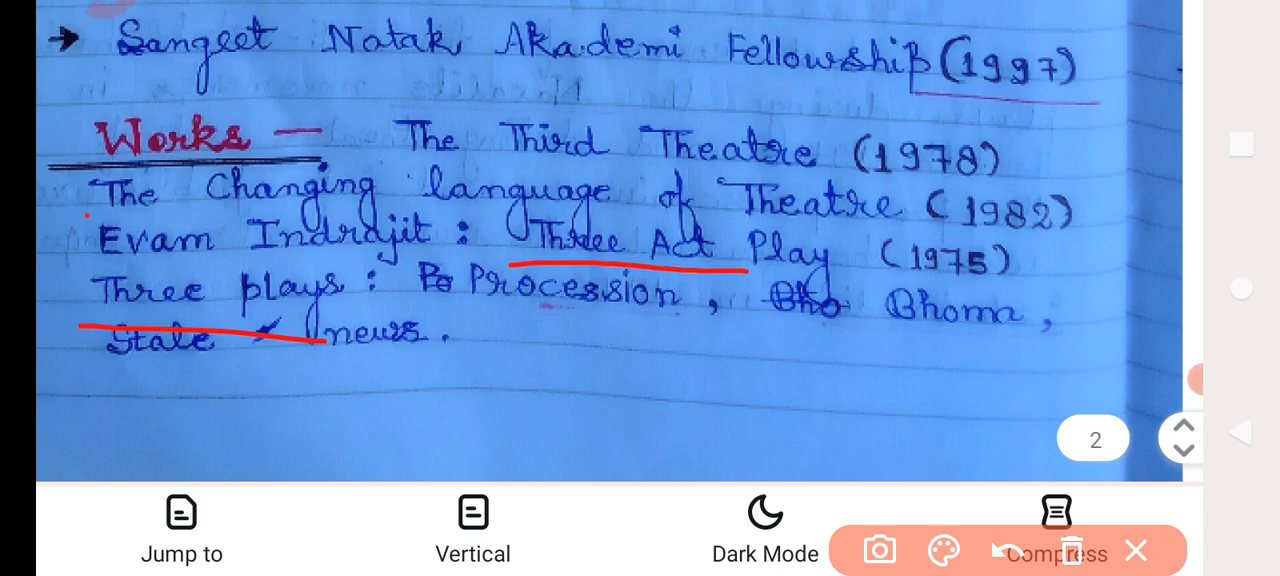 → Sangeet Natak Akademi Fellowship (1997)
Works — The Third Theatre (1978)
The Changing language of Theatre (1982)
Evam Indrajit : Three Act Play (1975)
Three plays : Procession, Bhoma,
Stale news.
2
Jump to Vertical Dark Mode Compress